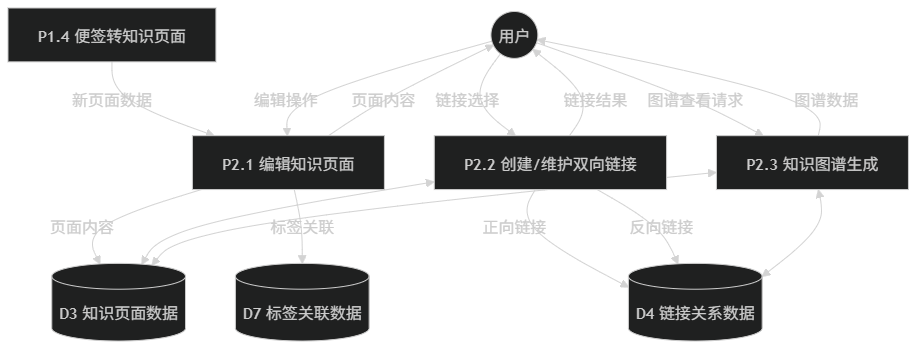 P1.4 便签转知识页面
用户
新页面数据
编辑操作
页面内容
链接选择
链接结果
图谱查看请求
图谱数据
P2.1 编辑知识页面
P2.2 创建/维护双向链接
P2.3 知识图谱生成
页面内容
标签关联
正向链接
反向链接
D3 知识页面数据
D7 标签关联数据
D4 链接关系数据